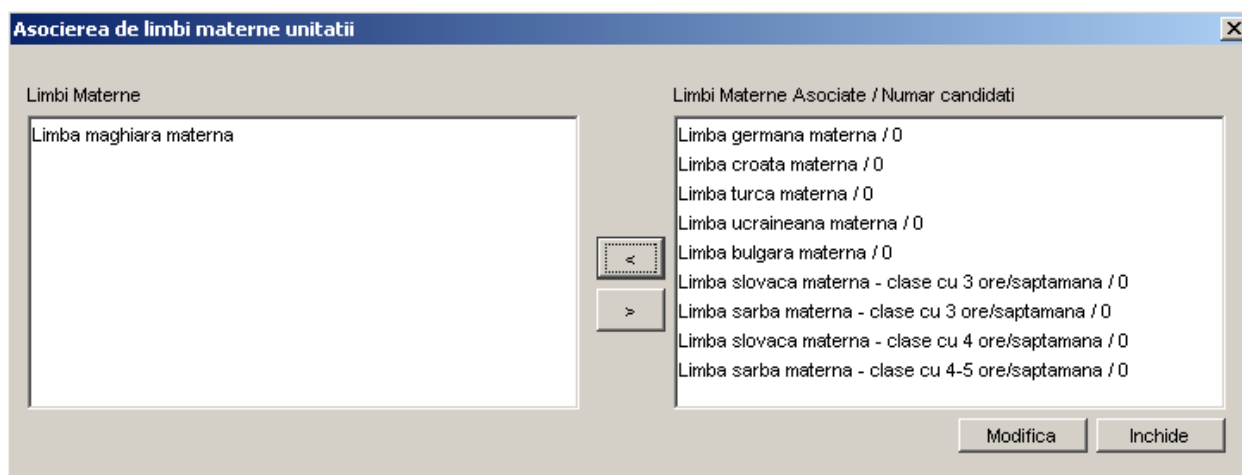 Asocierea de limbi materne unitatii
Limbi Materne
Limba maghiara materna
<
>
Limbi Materne Asociate / Numar candidati
Limba germana materna / 0
Limba croata materna / 0
Limba turca materna / 0
Limba ucraineana materna / 0
Limba bulgara materna / 0
Limba slovaca materna - clase cu 3 ore/saptamana / 0
Limba sarba materna - clase cu 3 ore/saptamana / 0
Limba slovaca materna - clase cu 4 ore/saptamana / 0
Limba sarba materna - clase cu 4-5 ore/saptamana / 0
Modifica
Inchide